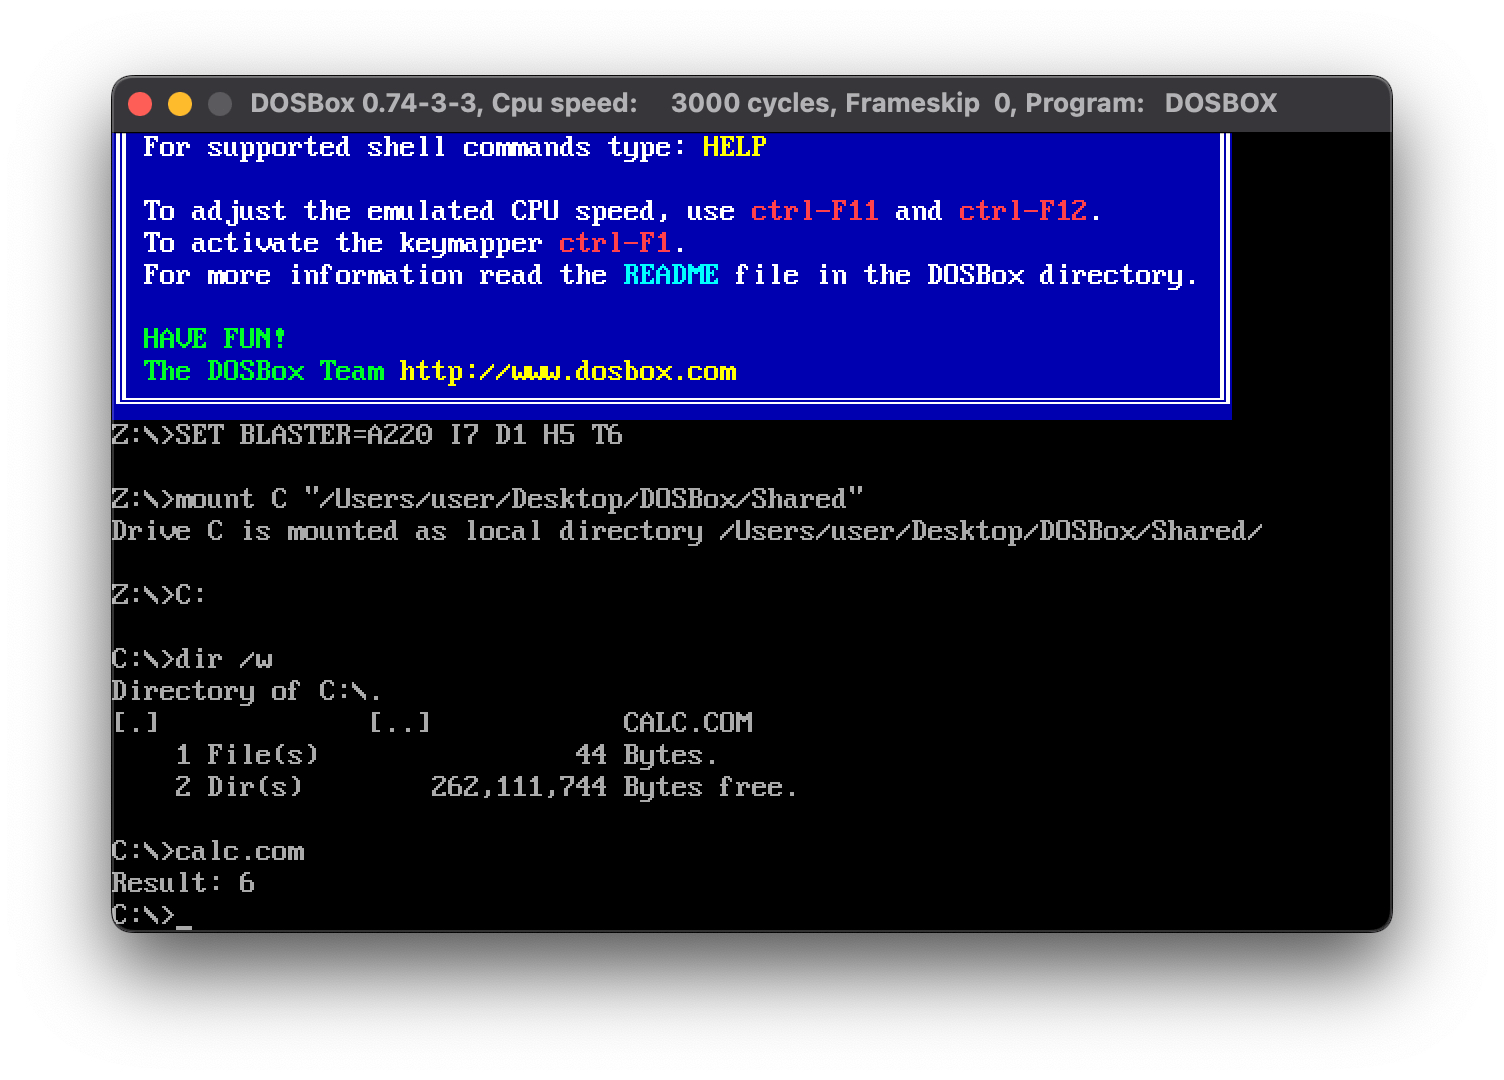 DOSBox 0.74-3-3, Cpu speed:    3000 cycles, Frameskip  0, Program:   DOSBOX
For supported shell commands type: HELP
To adjust the emulated CPU speed, use ctrl-F11 and ctrl-F12.
To activate the keymapper ctrl-F1.
For more information read the README file in the DOSBox directory.
HAVE FUN!
The DOSBox Team http://www.dosbox.com
Z:\>SET BLASTER=A220 I7 D1 H5 T6
Z:\>mount C "/Users/user/Desktop/DOSBox/Shared"
Drive C is mounted as local directory /Users/user/Desktop/DOSBox/Shared/
Z:\>C:
C:\>dir /w
Directory of C:\.
[.]             [..]            CALC.COM
    1 File(s)                44 Bytes.
    2 Dir(s)        262,111,744 Bytes free.
C:\>calc.com
Result: 6
C:\>_